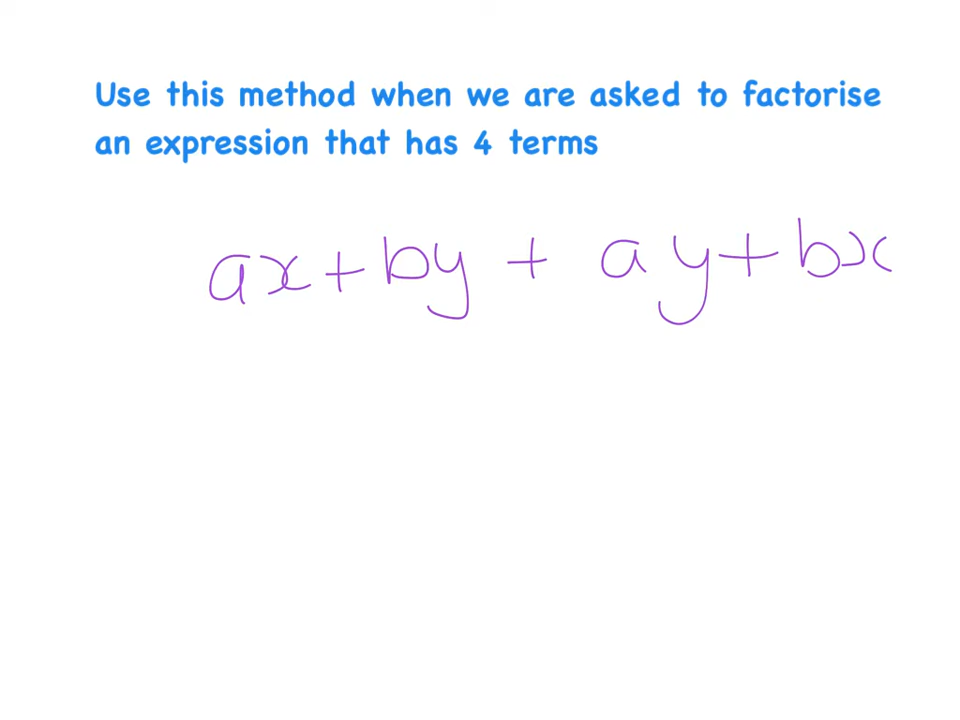 Use this method when we are asked to factorise
an expression that has 4 terms
ax+by + ay+bx